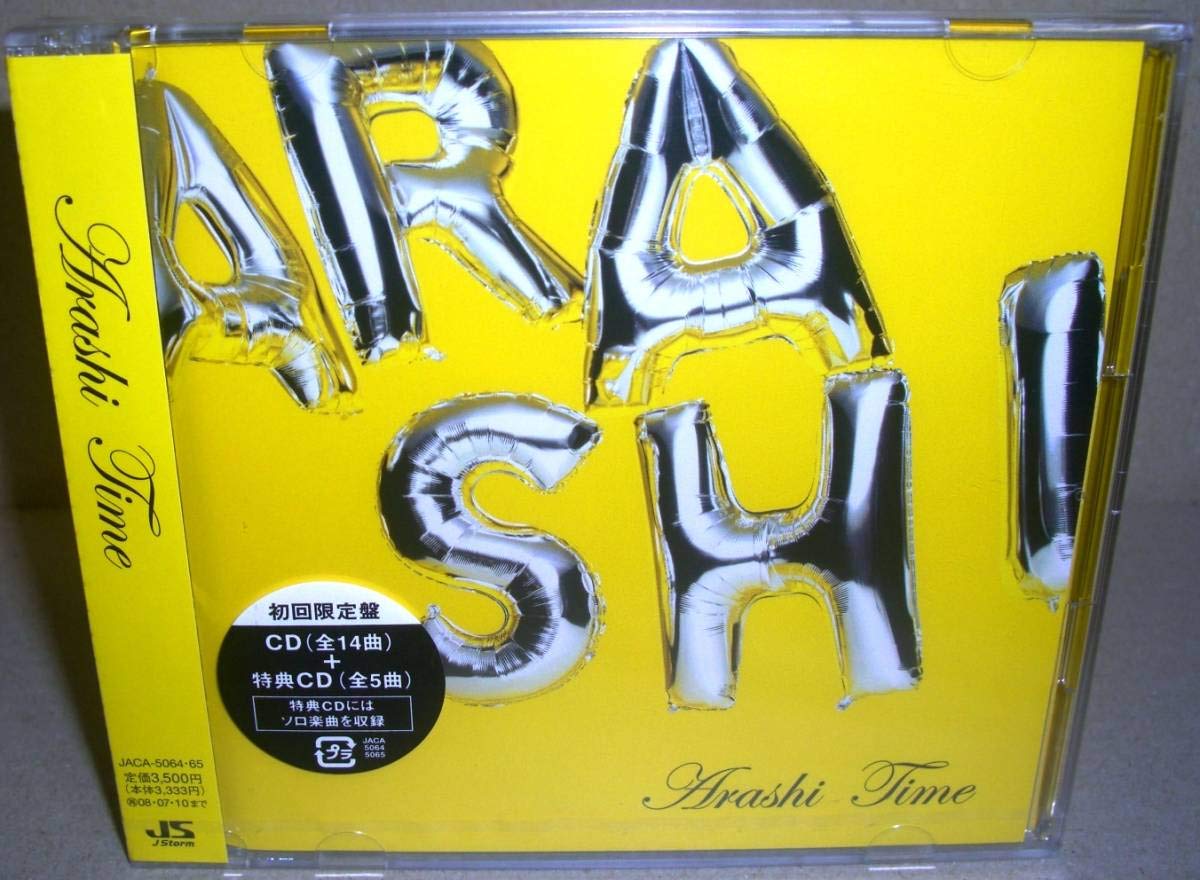 Arashi Time
JACA-5064・65
定価3,500円
(本体3,333円)
㋮08・07・10まで
JS
J Storm
ARA
SHI
初回限定盤
CD(全14曲)
+
特典CD(全5曲)
特典CDには
ソロ楽曲を収録
プラ
JACA
5064
5065
Arashi Time